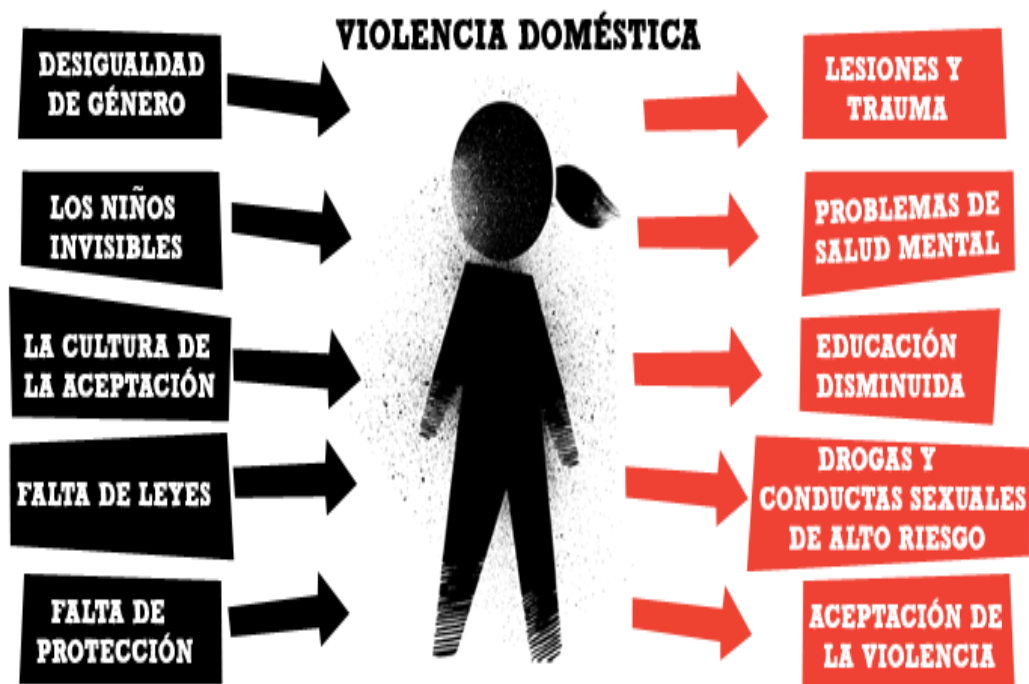 VIOLENCIA DOMÉSTICA
DESIGUALDAD
DE GÉNERO
LOS NIÑOS
INVISIBLES
LA CULTURA DE
LA ACEPTACIÓN
FALTA DE LEYES
FALTA DE
PROTECCIÓN
LESIONES Y
TRAUMA
PROBLEMAS DE
SALUD MENTAL
EDUCACIÓN
DISMINUIDA
DROGAS Y
CONDUCTAS SEXUALES
DE ALTO RIESGO
ACEPTACIÓN DE
LA VIOLENCIA